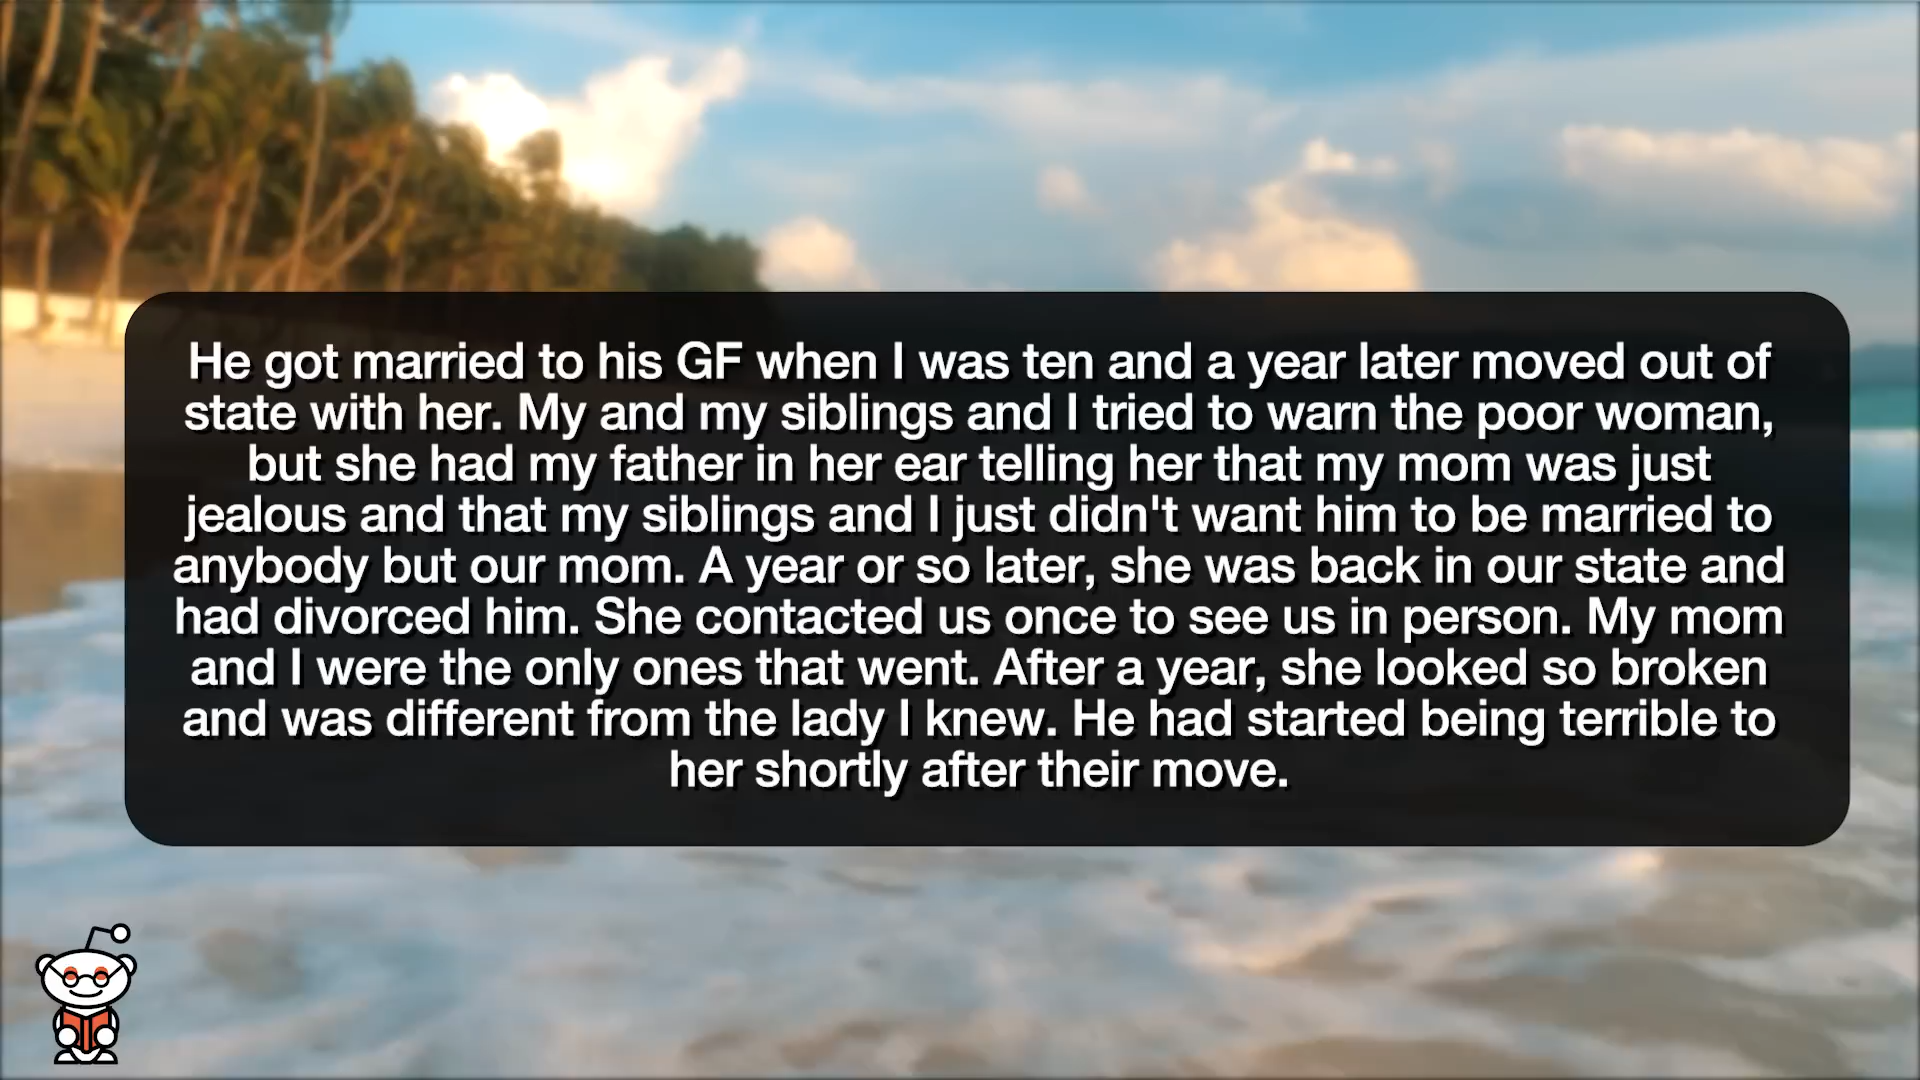 He got married to his GF when I was ten and a year later moved out of
state with her. My and my siblings and I tried to warn the poor woman,
but she had my father in her ear telling her that my mom was just
jealous and that my siblings and I just didn't want him to be married to
anybody but our mom. A year or so later, she was back in our state and
had divorced him. She contacted us once to see us in person. My mom
and I were the only ones that went. After a year, she looked so broken
and was different from the lady I knew. He had started being terrible to
her shortly after their move.